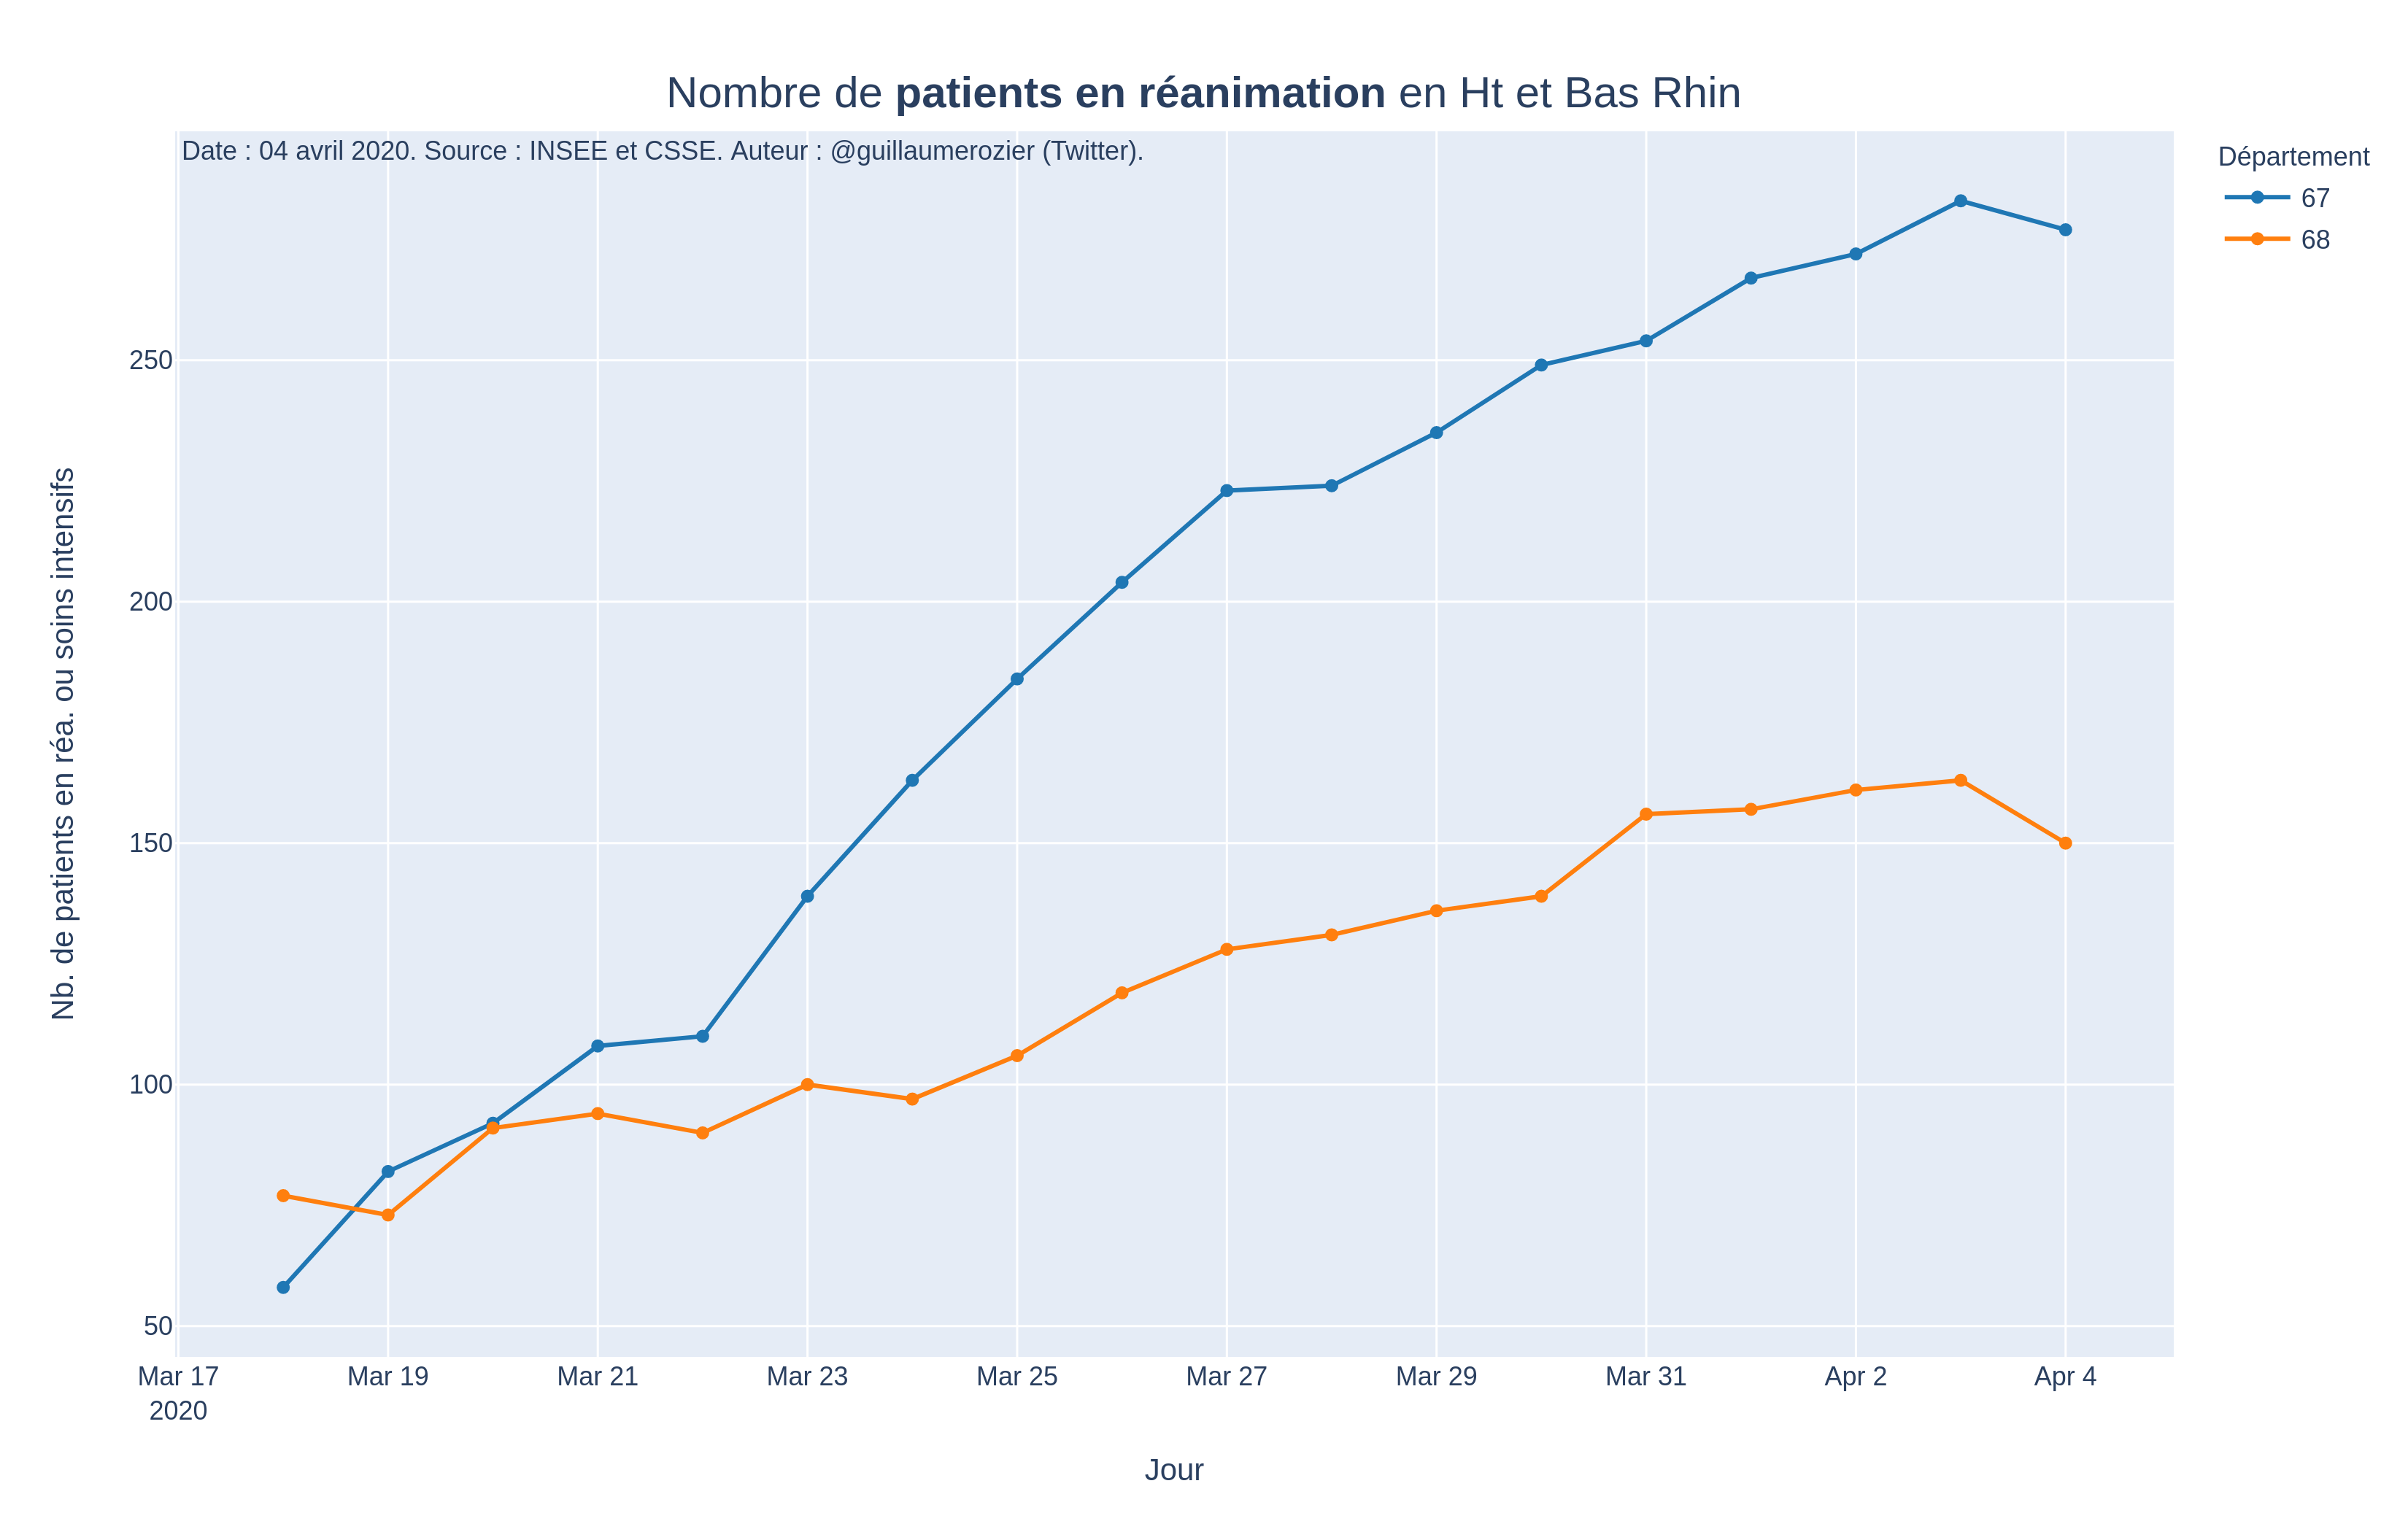 Nombre de patients en réanimation en Ht et Bas Rhin
Date : 04 avril 2020. Source : INSEE et CSSE. Auteur : @guillaumerozier (Twitter).
Département
67
68
Nb. de patients en réa. ou soins intensifs
250
200
150
100
50
Mar 17 Mar 19 Mar 21 Mar 23 Mar 25 Mar 27 Mar 29 Mar 31 Apr 2 Apr 4
2020
Jour